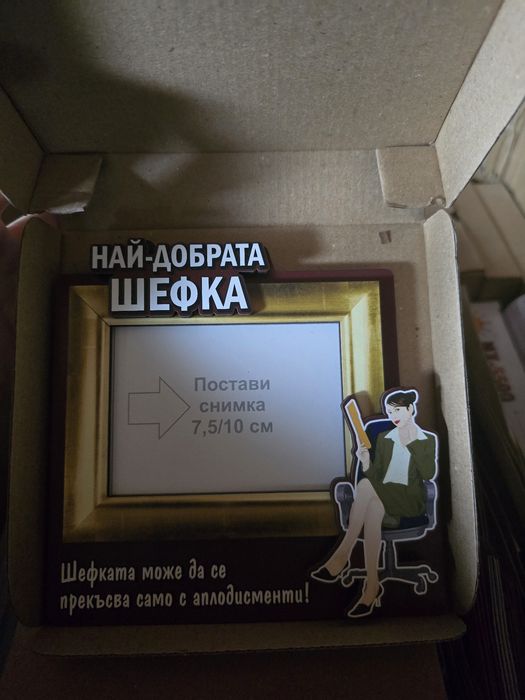 НАЙ-ДОБРАТА
ШЕФКА
Постави
снимка
7,5/10 см
Шефката може да се
прекъсва само с аплодисменти!